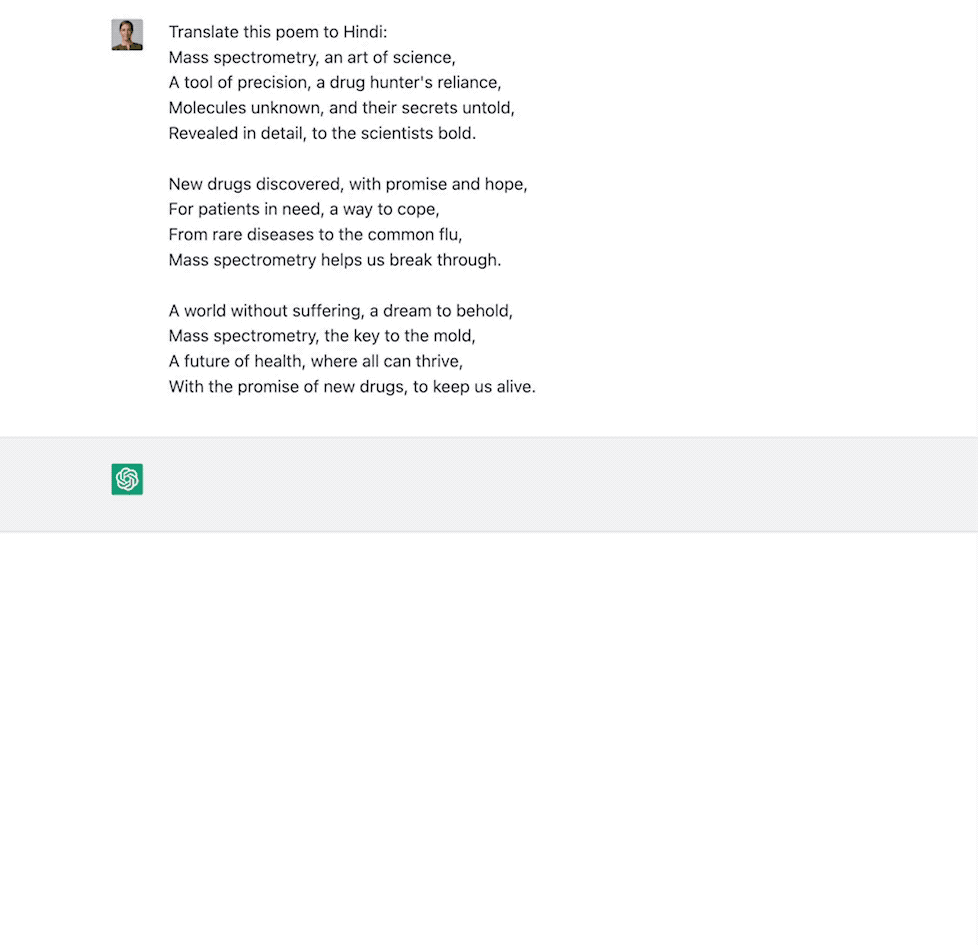 Translate this poem to Hindi:
Mass spectrometry, an art of science,
A tool of precision, a drug hunter's reliance,
Molecules unknown, and their secrets untold,
Revealed in detail, to the scientists bold.
New drugs discovered, with promise and hope,
For patients in need, a way to cope,
From rare diseases to the common flu,
Mass spectrometry helps us break through.
A world without suffering, a dream to behold,
Mass spectrometry, the key to the mold,
A future of health, where all can thrive,
With the promise of new drugs, to keep us alive.